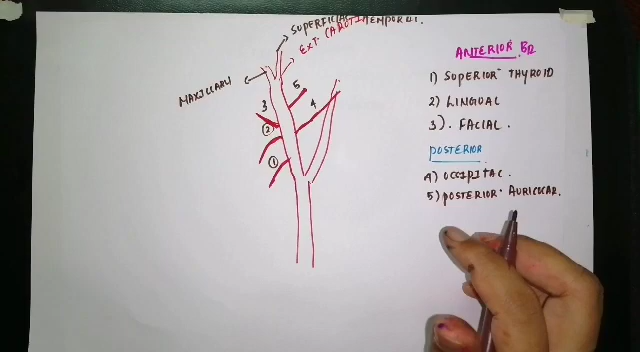 SUPERFICIAL TEMPORAL.
EXT. CAROTID
MAXILLARY
5
3
4
2
1
ANTERIOR BR
1) SUPERIOR THYROID
2) LINGUAL
3). FACIAL.
POSTERIOR
4) OCCIPITAL.
5) POSTERIOR AURICULAR.